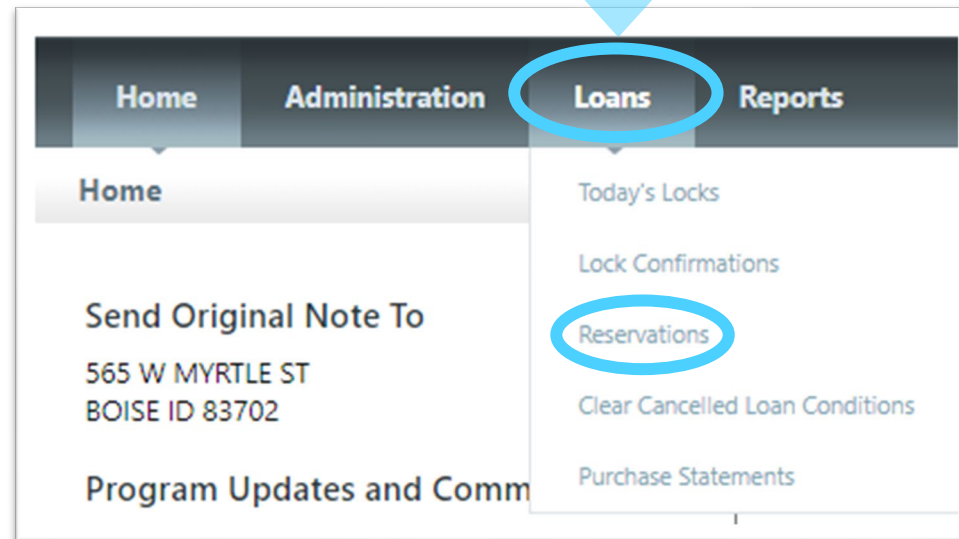 Home Administration Loans Reports
Home
Today's Locks
Lock Confirmations
Reservations
Clear Cancelled Loan Conditions
Purchase Statements
Send Original Note To
565 W MYRTLE ST
BOISE ID 83702
Program Updates and